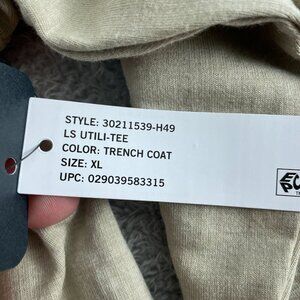 STYLE: 30211539-H49
LS UTILI-TEE
COLOR: TRENCH COAT
SIZE: XL
UPC: 029039583315